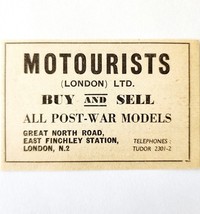 MOTOURISTS
(LONDON) LTD.
BUY AND SELL
ALL POST-WAR MODELS
GREAT NORTH ROAD,
EAST FINCHLEY STATION,
LONDON, N.2
TELEPHONES :
TUDOR 2301-2